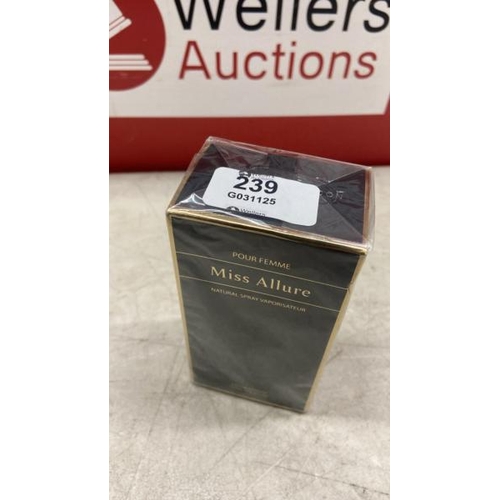 Wellers
Auctions
239
G031125
POUR FEMME
Miss Allure
NATURAL SPRAY VAPORISATEUR